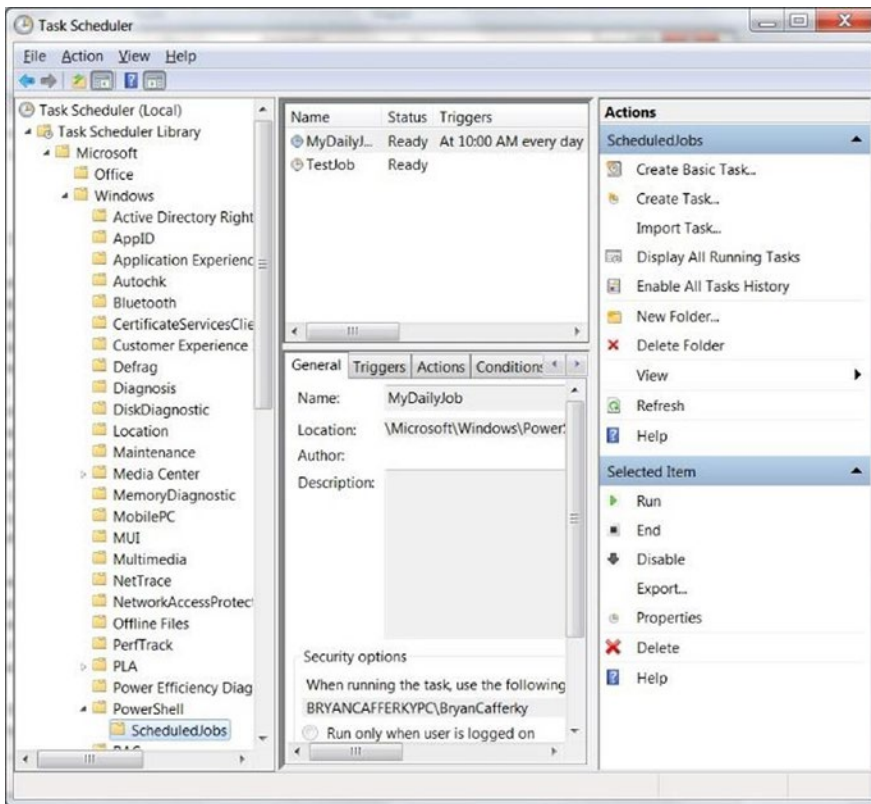 Task Scheduler
File Action View Help
Task Scheduler (Local)
Task Scheduler Library
Microsoft
Office
Windows
Active Directory Right
AppID
Application Experienc
Autochk
Bluetooth
CertificateServicesClie
Customer Experience
Defrag
Diagnosis
DiskDiagnostic
Location
Maintenance
Media Center
MemoryDiagnostic
MobilePC
MUI
Multimedia
NetTrace
NetworkAccessProtect
Offline Files
PerfTrack
PLA
Power Efficiency Diag
PowerShell
ScheduledJobs
Name Status Triggers
MyDailyJ... Ready At 10:00 AM every day
TestJob Ready
General Triggers Actions Conditions
Name: MyDailyJob
Location: \Microsoft\Windows\PowerS
Author:
Description:
Security options
When running the task, use the following
BRYANCAFFERKYPC\BryanCafferky
Run only when user is logged on
Actions
ScheduledJobs
Create Basic Task...
Create Task...
Import Task...
Display All Running Tasks
Enable All Tasks History
New Folder...
Delete Folder
View
Refresh
Help
Selected Item
Run
End
Disable
Export...
Properties
Delete
Help